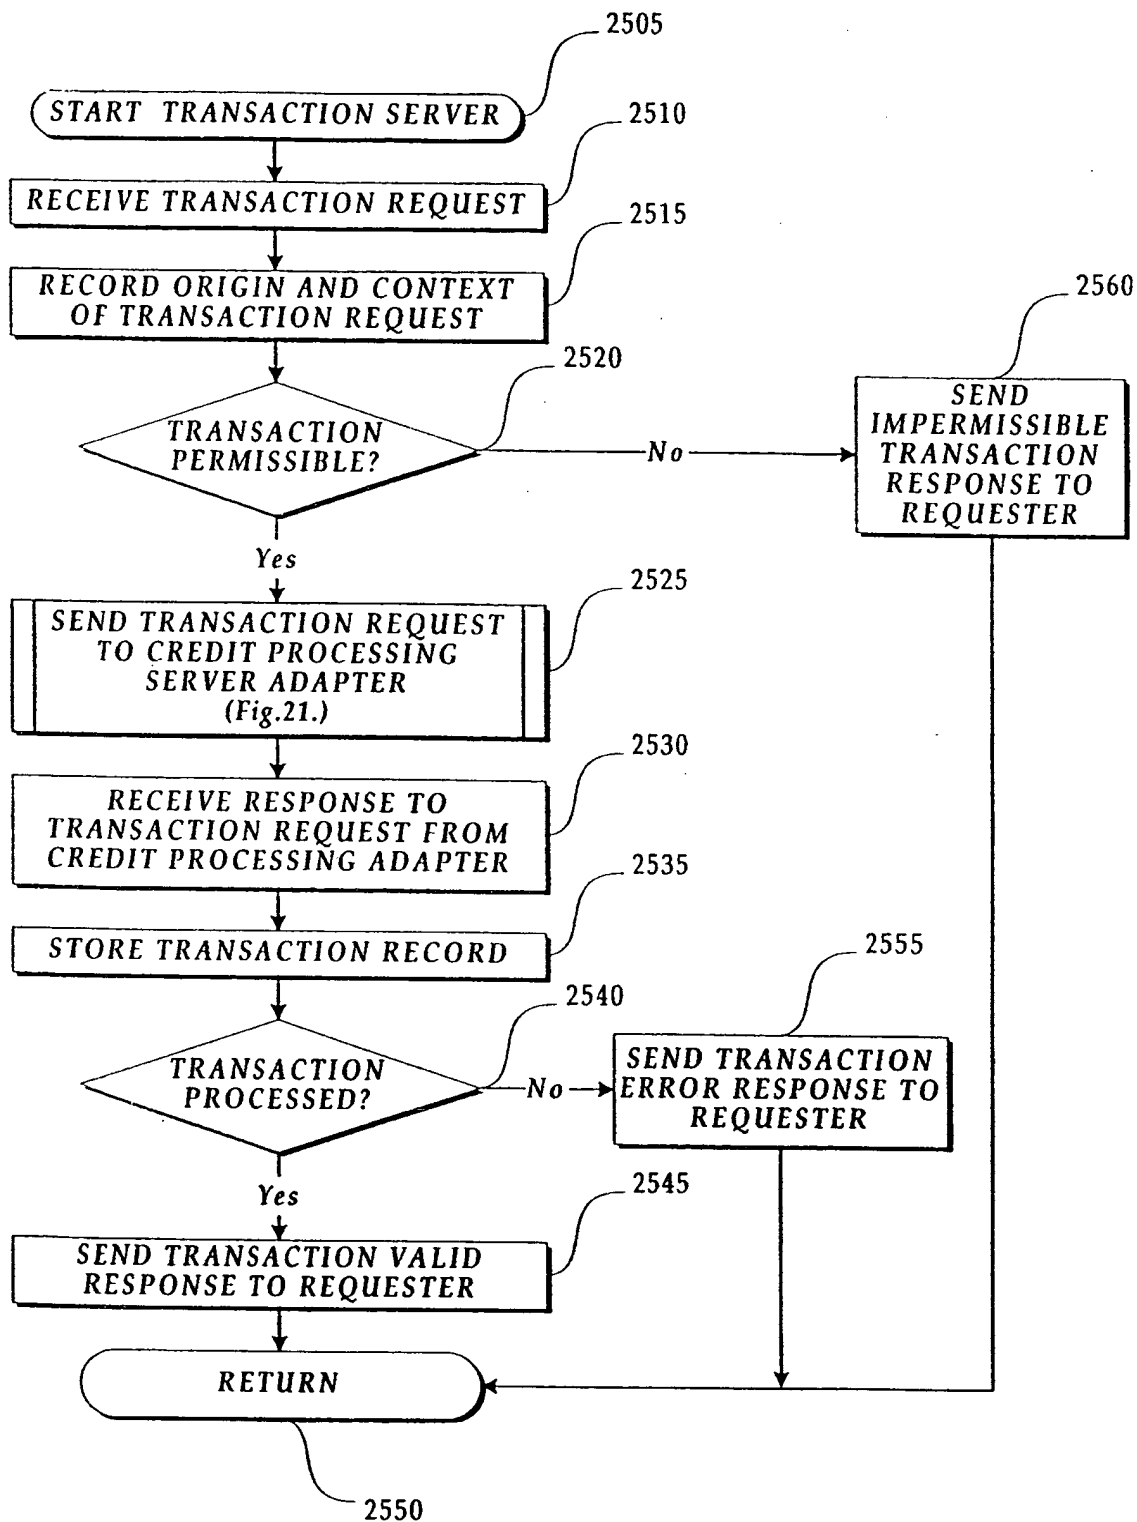 2505
START TRANSACTION SERVER
2510
RECEIVE TRANSACTION REQUEST
2515
RECORD ORIGIN AND CONTEXT
OF TRANSACTION REQUEST
2520
TRANSACTION
PERMISSIBLE?
No
2560
SEND
IMPERMISSIBLE
TRANSACTION
RESPONSE TO
REQUESTER
Yes
2525
SEND TRANSACTION REQUEST
TO CREDIT PROCESSING
SERVER ADAPTER
(Fig.21.)
2530
RECEIVE RESPONSE TO
TRANSACTION REQUEST FROM
CREDIT PROCESSING ADAPTER
2535
STORE TRANSACTION RECORD
2540
TRANSACTION
PROCESSED?
No
2555
SEND TRANSACTION
ERROR RESPONSE TO
REQUESTER
Yes
2545
SEND TRANSACTION VALID
RESPONSE TO REQUESTER
RETURN
2550